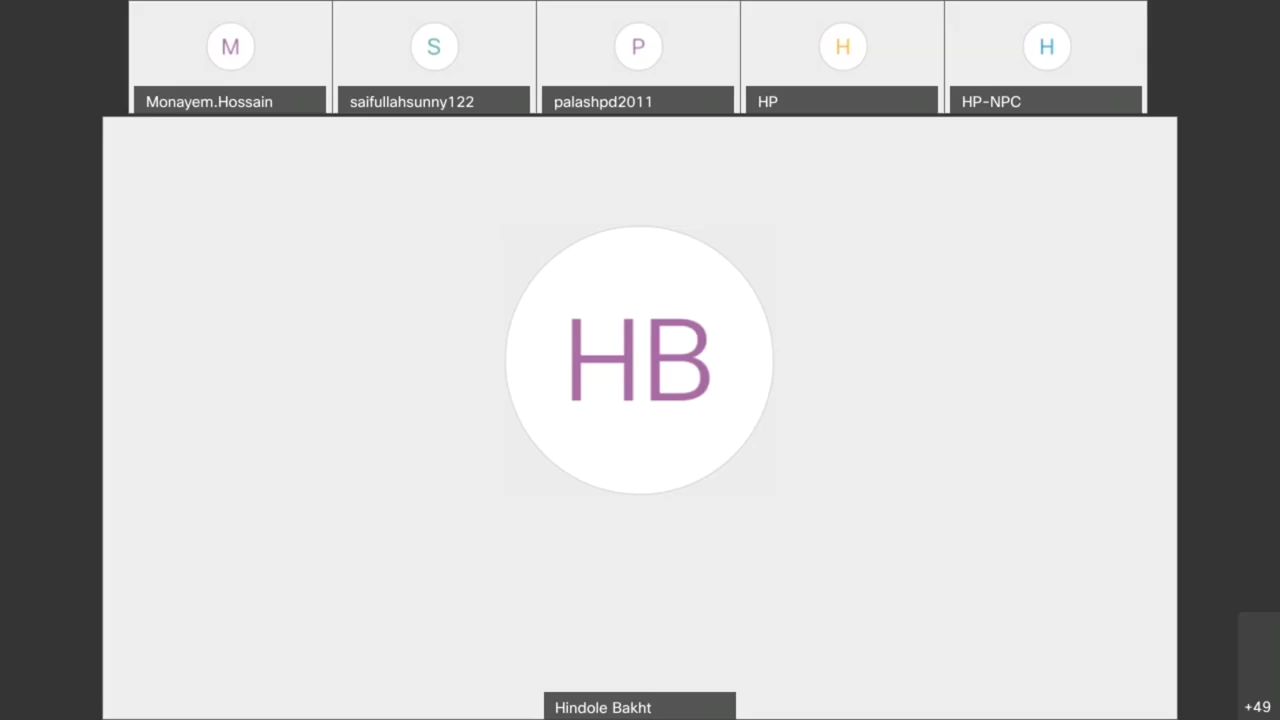 M
S
P
H
H
Monayem.Hossain
saifullahsunny122
palashpd2011
HP
HP-NPC
HB
Hindole Bakht
+49